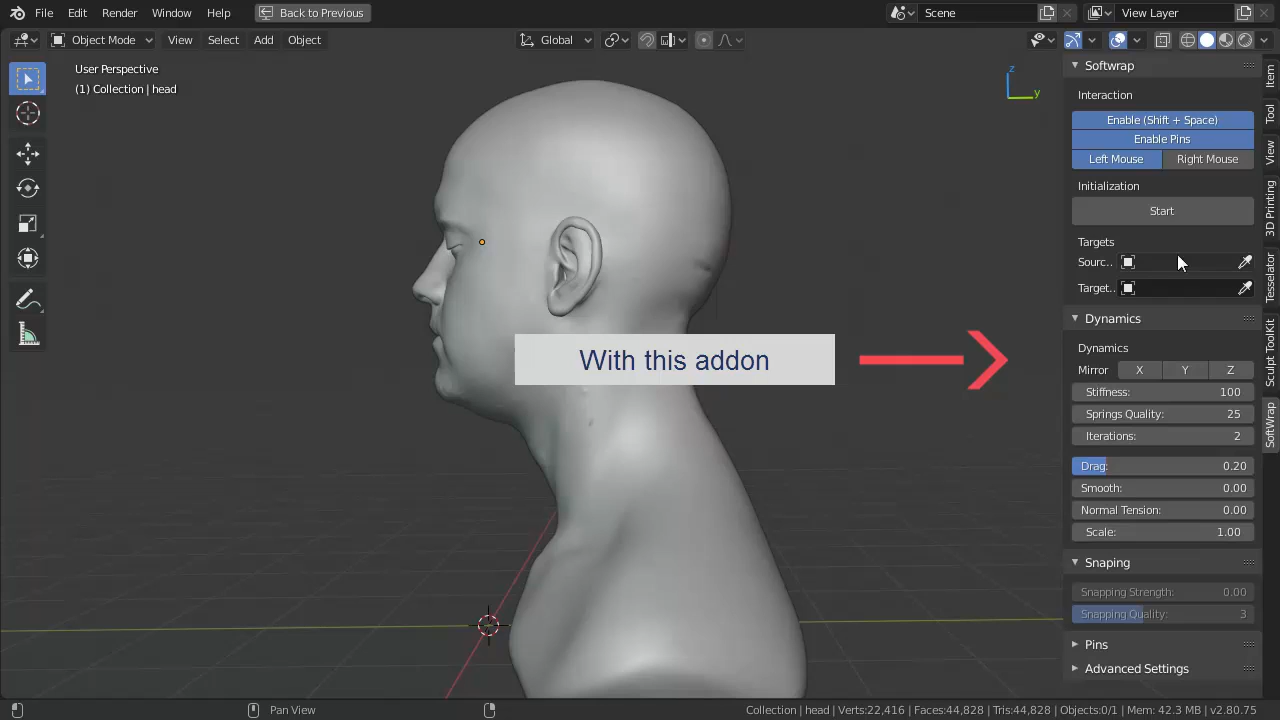 File Edit Render Window Help Back to Previous Scene View Layer
Object Mode View Select Add Object Global
User Perspective
(1) Collection | head
z
y
With this addon
Softwrap
Interaction
Enable (Shift + Space)
Enable Pins
Left Mouse Right Mouse
Initialization
Start
Targets
Sourc..
Target..
Dynamics
Dynamics
Mirror X Y Z
Stiffness: 100
Springs Quality: 25
Iterations: 2
Drag: 0.20
Smooth: 0.00
Normal Tension: 0.00
Scale: 1.00
Snaping
Snapping Strength: 0.00
Snapping Quality: 3
Pins
Advanced Settings
Item
Tool
View
3D Printing
Tesselator
Sculpt ToolKit
SoftWrap
Pan View
Collection | head | Verts:22,416 | Faces:44,828 | Tris:44,828 | Objects:0/1 | Mem: 42.3 MB | v2.80.75